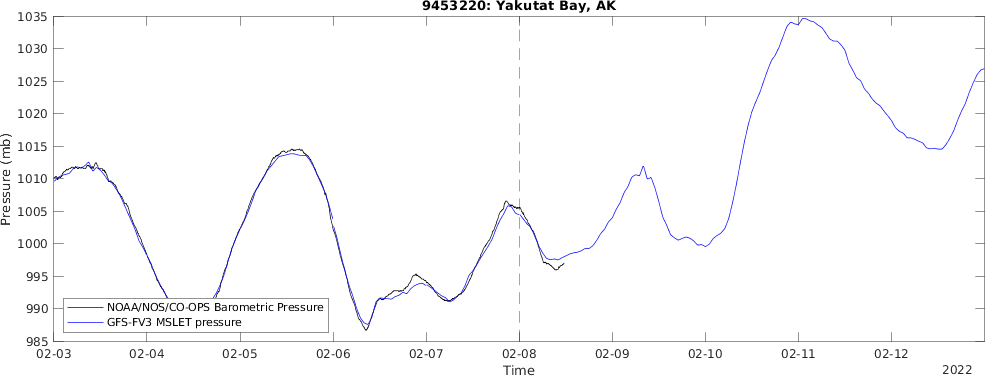 9453220: Yakutat Bay, AK
Pressure (mb)
1035
1030
1025
1020
1015
1010
1005
1000
995
990
985
NOAA/NOS/CO-OPS Barometric Pressure
GFS-FV3 MSLET pressure
02-03 02-04 02-05 02-06 02-07 02-08 02-09 02-10 02-11 02-12
Time
2022